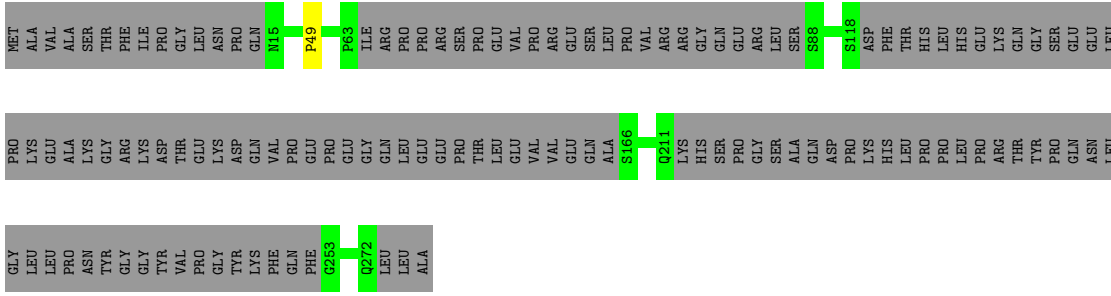 MET ALA VAL ALA SER THR PHE ILE PRO GLY LEU ASN PRO GLN N15 P49 P63 ILE ARG PRO PRO ARG SER PRO GLU VAL PRO ARG GLU SER LEU PRO VAL ARG ARG GLY GLN GLU ARG LEU SER S88 S118 ASP PHE THR HIS LEU HIS GLU LYS GLN GLY SER GLU GLU LEU
PRO LYS GLU ALA LYS GLY ARG LYS ASP THR GLU LYS ASP GLN VAL PRO GLU PRO GLU GLY GLN LEU GLU GLU PRO THR LEU GLU VAL VAL GLU GLN ALA S166 Q211 LYS HIS SER PRO GLY SER ALA GLN ASP PRO LYS HIS LEU PRO PRO LEU PRO ARG THR TYR PRO GLN ASN LEU
GLY LEU LEU PRO ASN TYR GLY GLY TYR VAL PRO GLY TYR LYS PHE GLN PHE G253 Q272 LEU LEU ALA